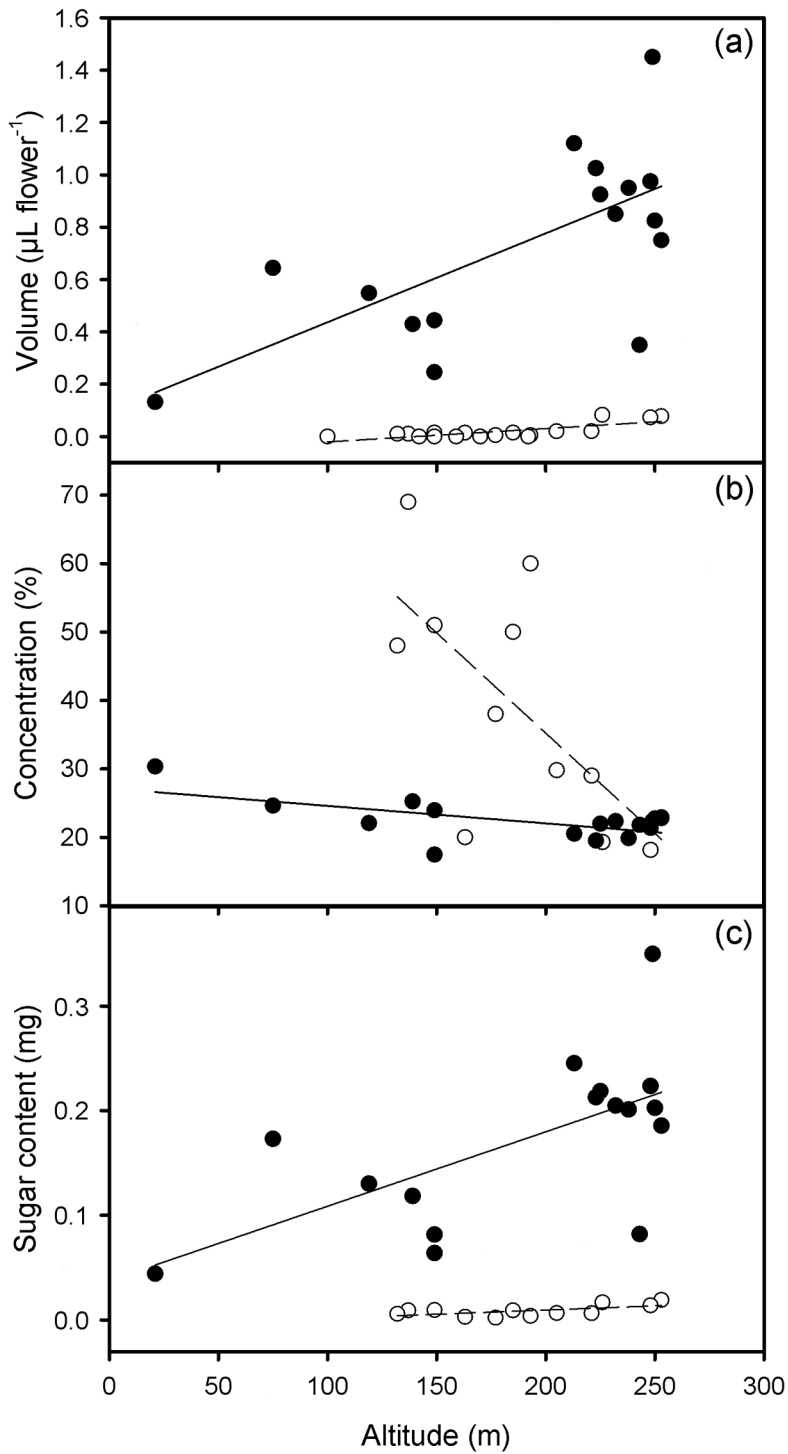 (a)
Volume (µL flower⁻¹)
1.6
1.4
1.2
1.0
0.8
0.6
0.4
0.2
0.0
(b)
Concentration (%)
70
60
50
40
30
20
10
(c)
Sugar content (mg)
0.3
0.2
0.1
0.0
0 50 100 150 200 250 300
Altitude (m)